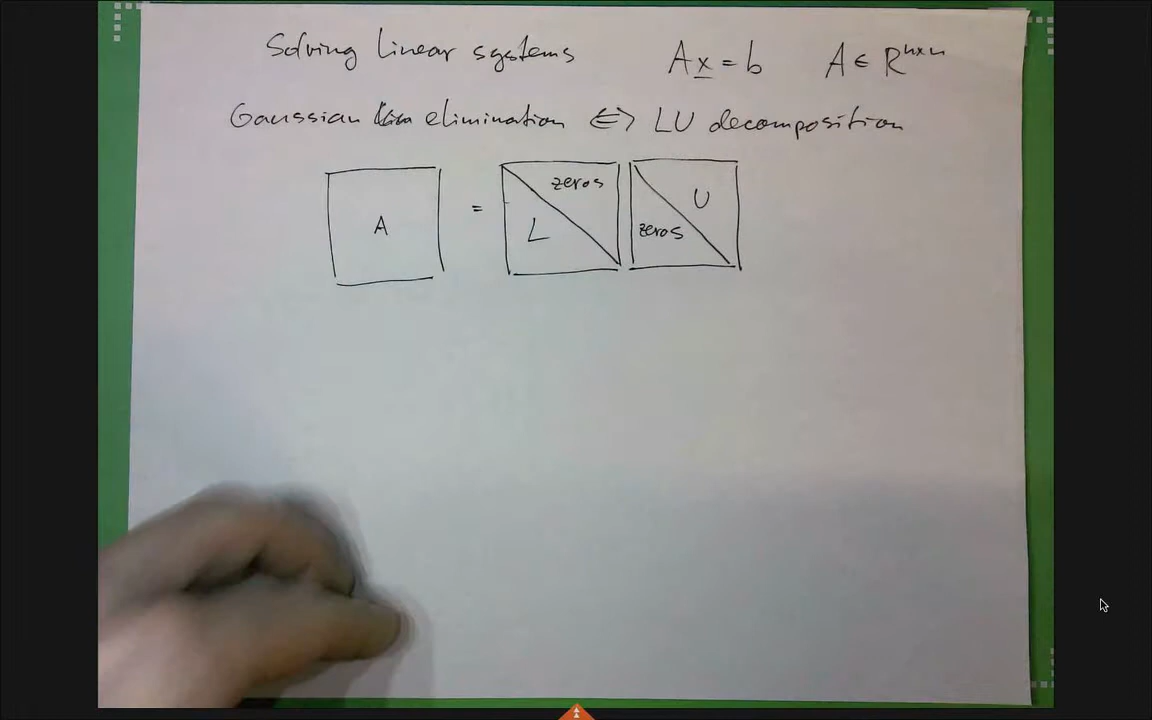 Solving linear systems Ax = b A ∈ R^n×n
Gaussian elimination <=> LU decomposition
A = L zeros zeros U